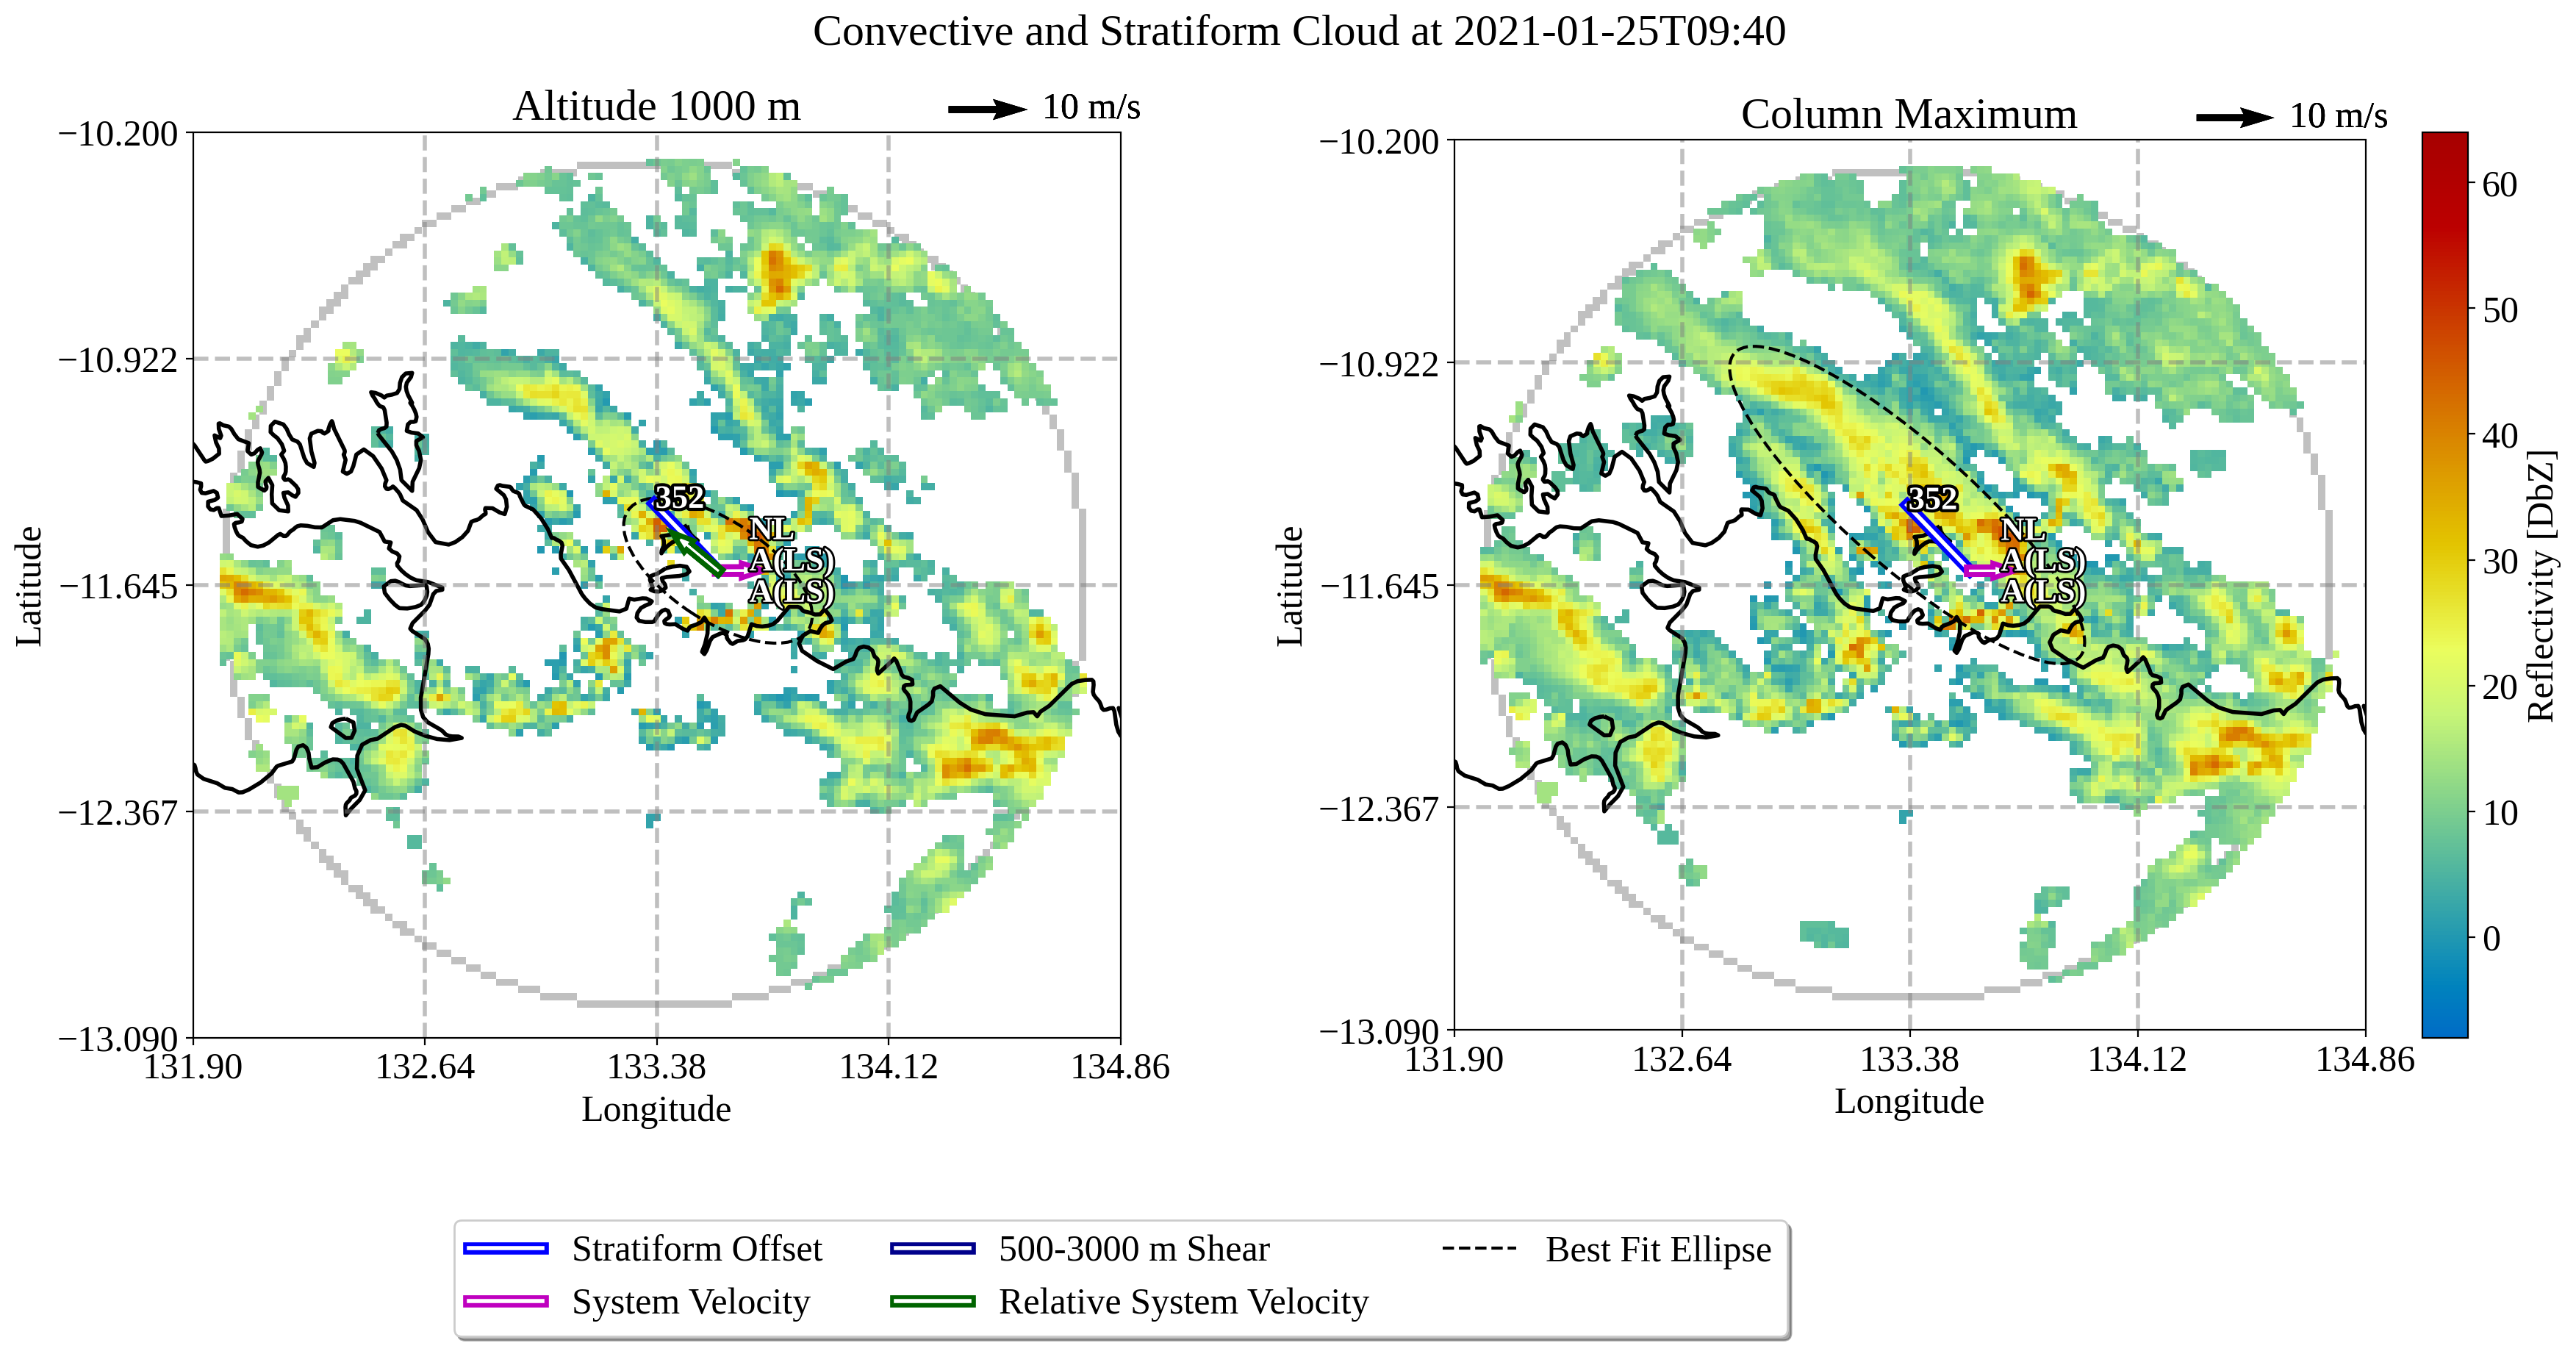 Convective and Stratiform Cloud at 2021-01-25T09:40
Altitude 1000 m
10 m/s
−10.200
−10.922
−11.645
−12.367
−13.090
131.90
132.64
133.38
134.12
134.86
Longitude
Latitude
352
NL
A(LS)
A(LS)
Column Maximum
10 m/s
−10.200
−10.922
−11.645
−12.367
−13.090
131.90
132.64
133.38
134.12
134.86
Longitude
Latitude
352
NL
A(LS)
A(LS)
60
50
40
30
20
10
0
Reflectivity [DbZ]
Stratiform Offset
System Velocity
500-3000 m Shear
Relative System Velocity
Best Fit Ellipse